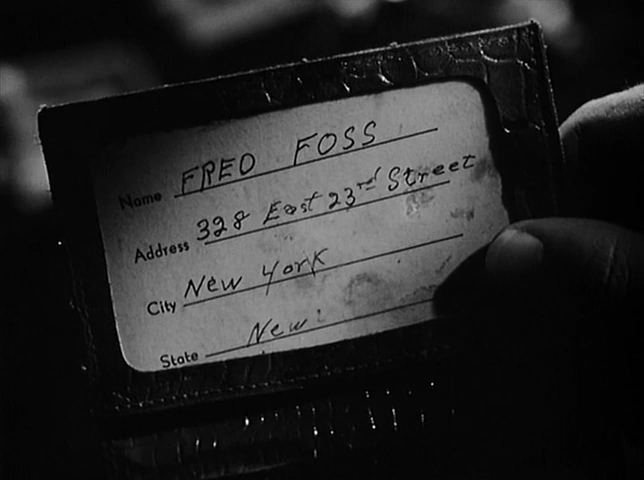 Name FRED FOSS
Address 328 East 23rd Street
City New York
State New